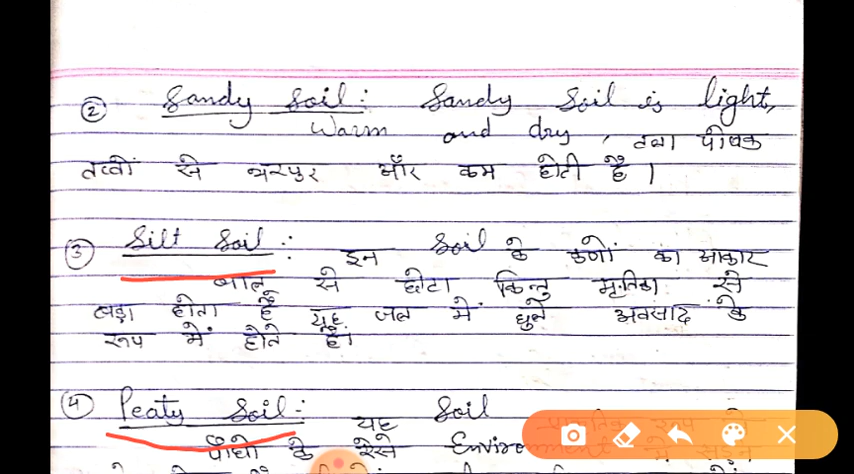 ② Sandy Soil: Sandy Soil is light,
Warm and dry, तथा पोषक
तत्वों से भरपुर और कम होती है।
③ Silt Soil: इन Soil के कणों का आकार
बालु से छोटा किन्तु मृतिका से
बड़ा होता है यह जल में घुले अवसाद के
रूप में होते है।
④ Peaty Soil: यह Soil
पौधो के ऐसे Environment में